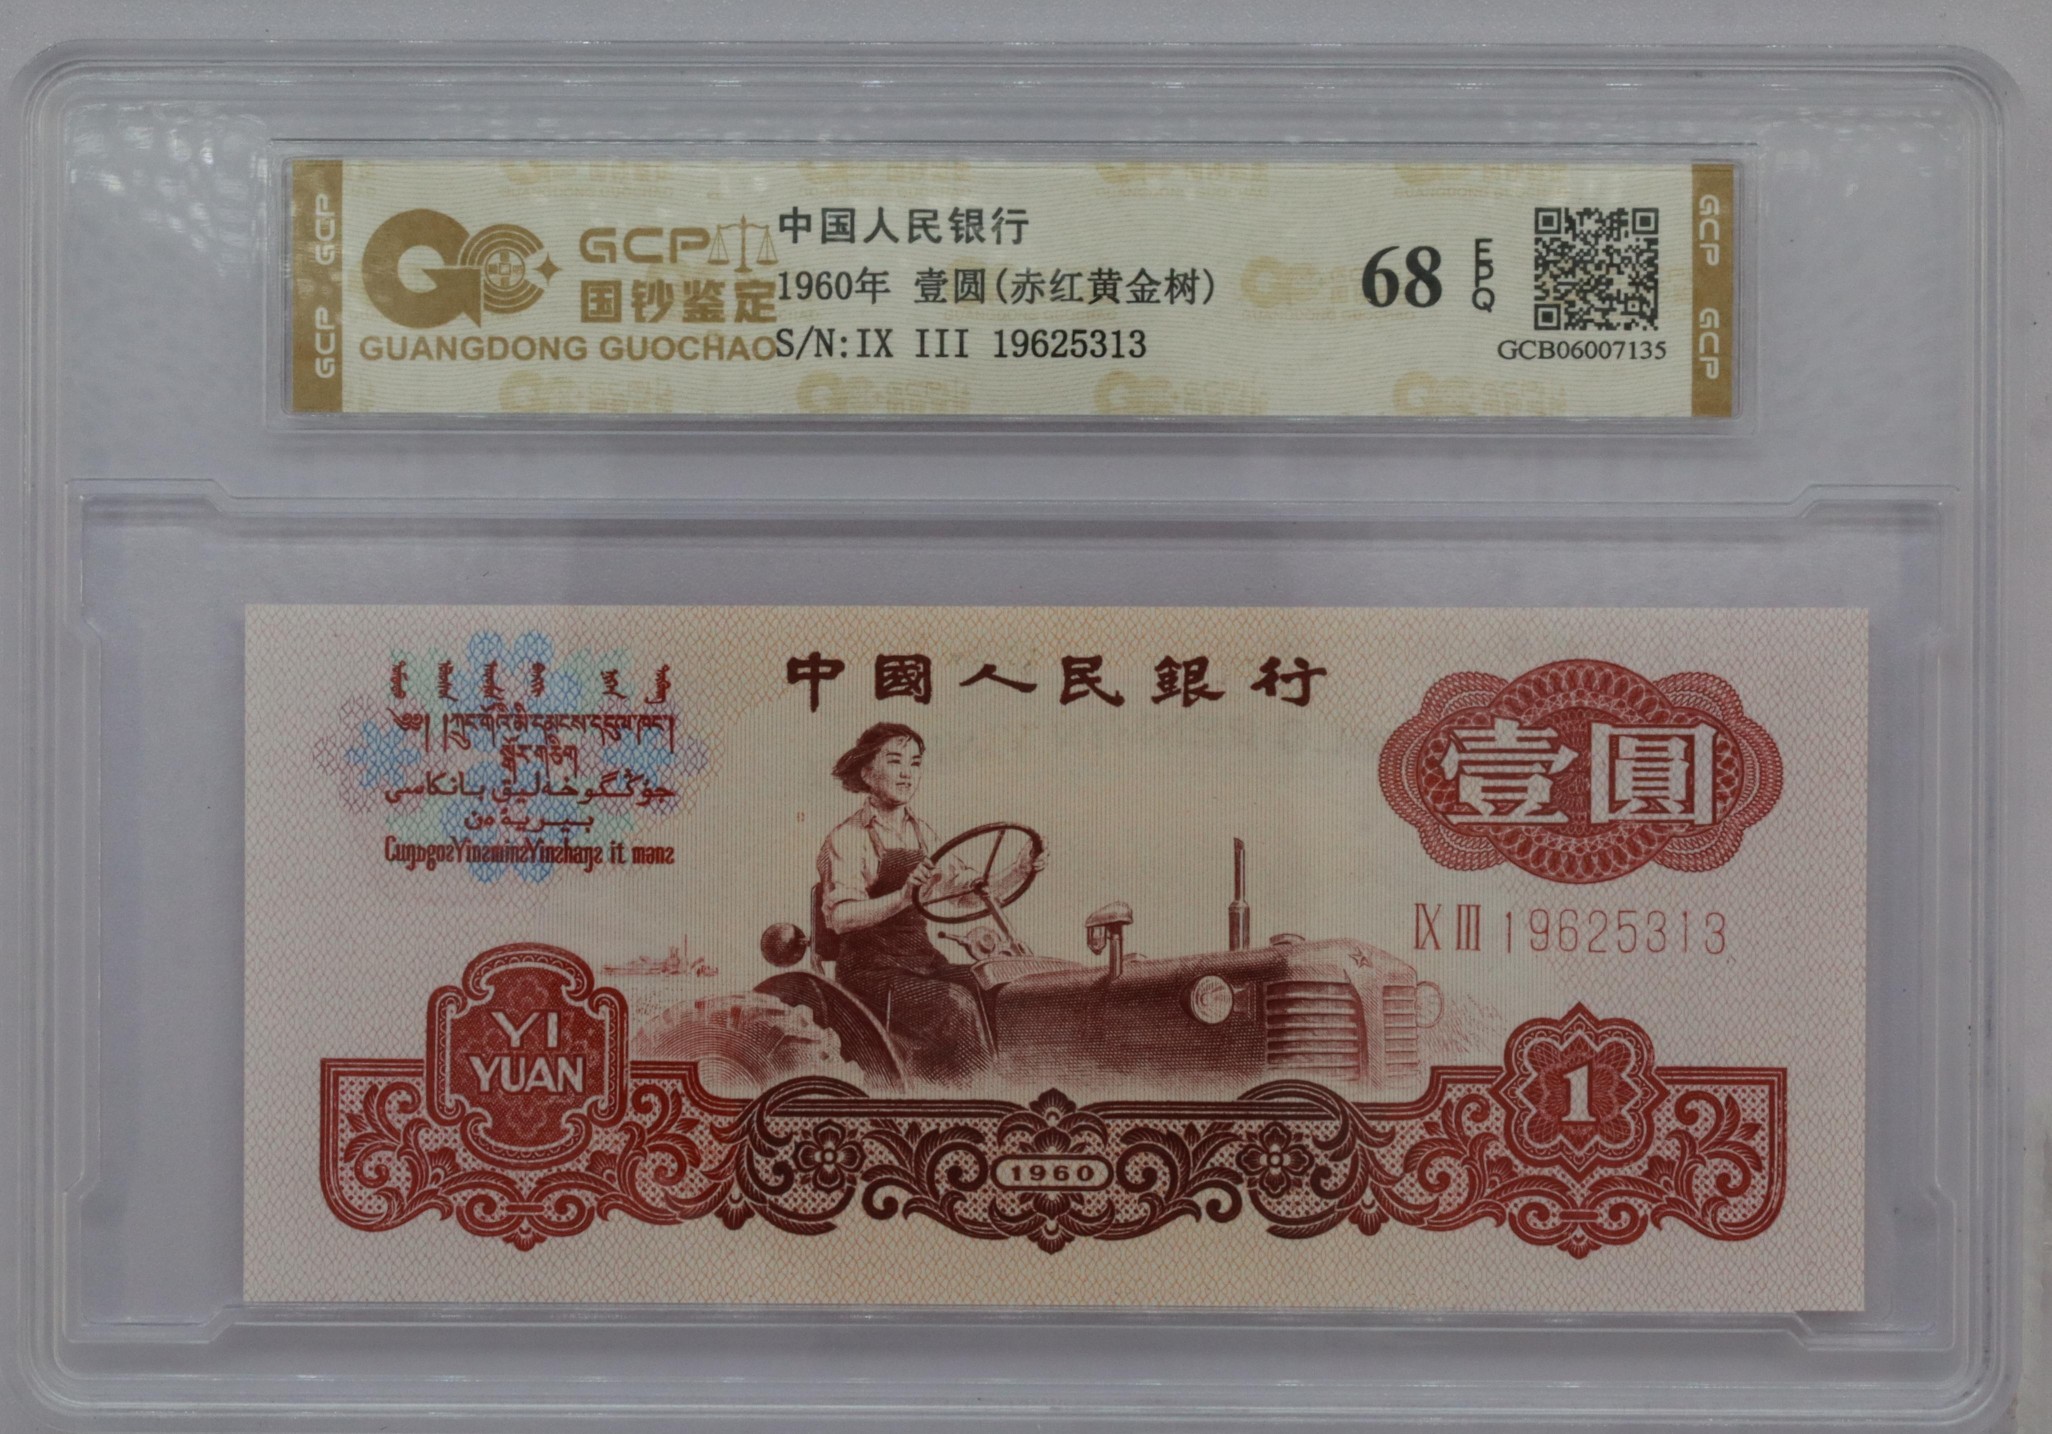 GCP GCP
GCP
国钞鉴定
GUANGDONG GUOCHAO
中国人民银行
1960年 壹圆(赤红黄金树)
S/N:IX III 19625313
68
EPQ
GCB06007135
GCP GCP
中國人民銀行
壹圓
IX III 19625313
YI
YUAN
1960
1